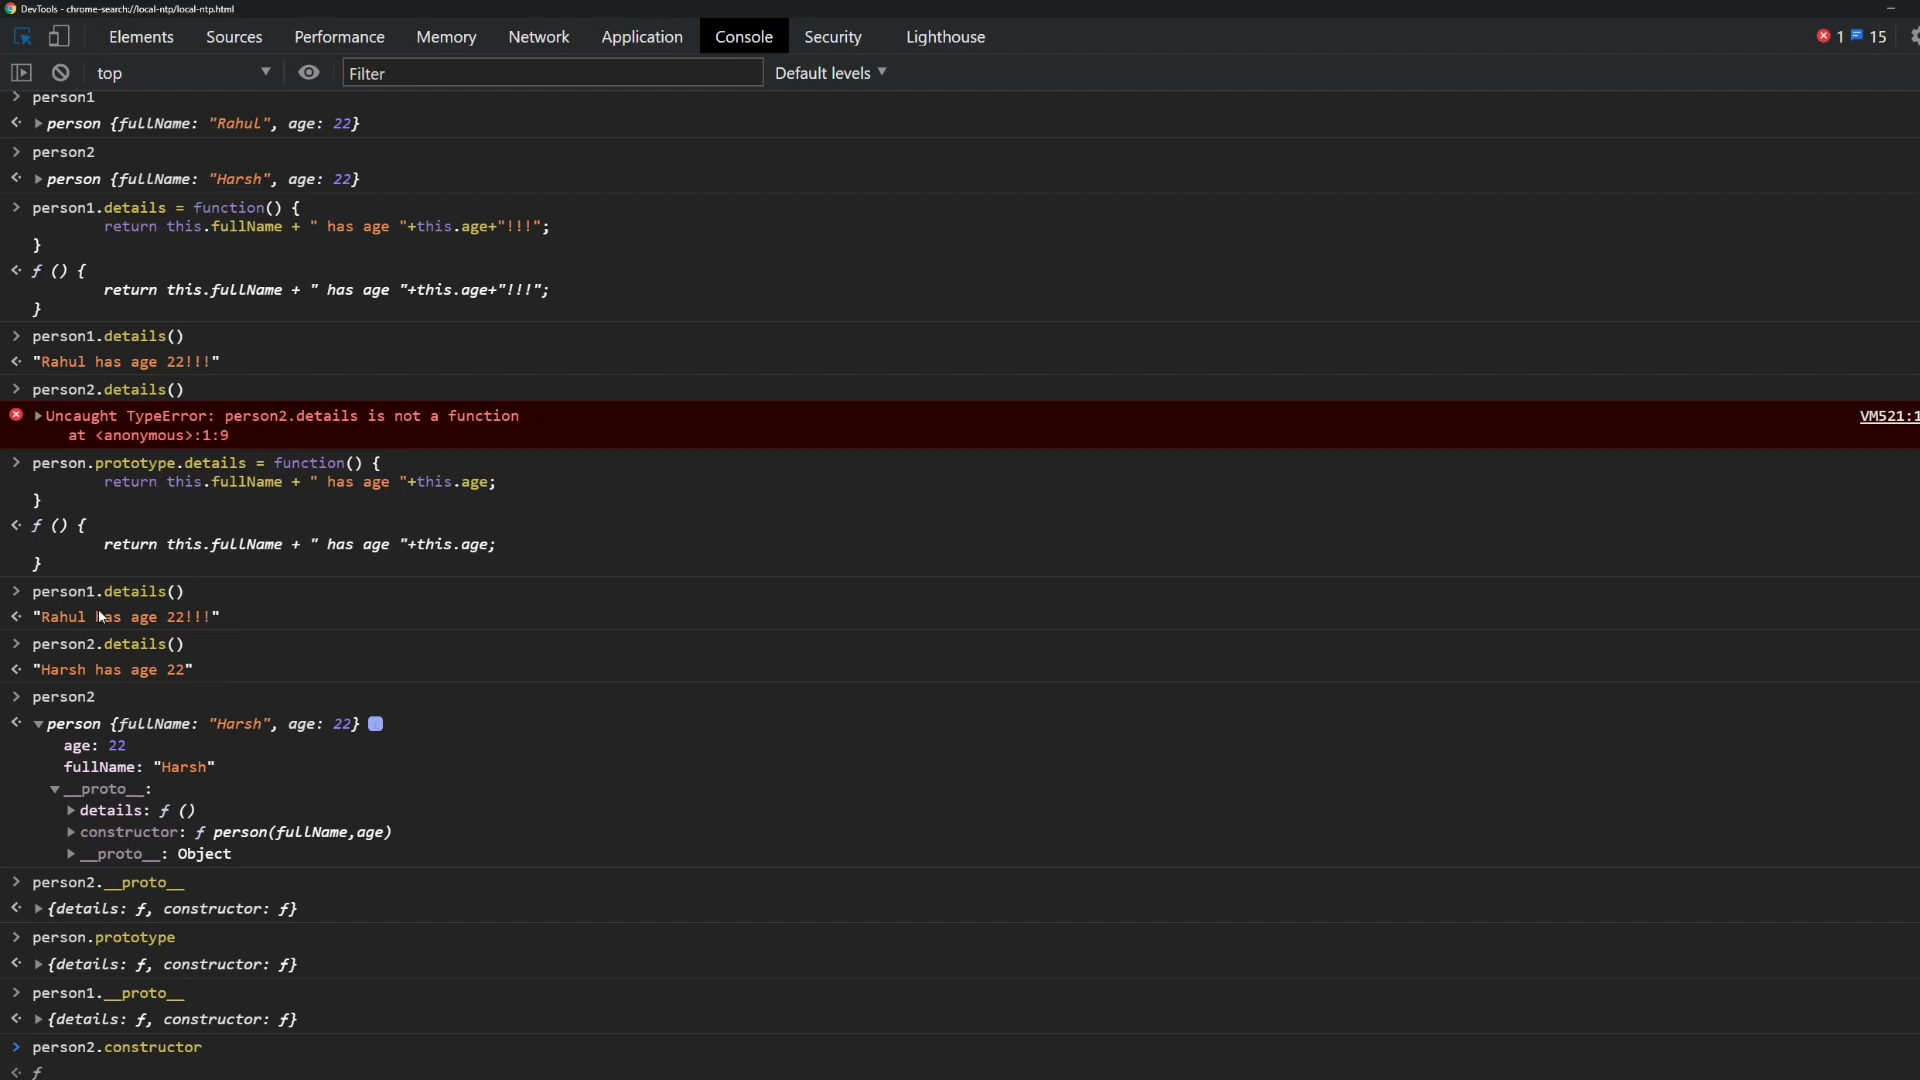 DevTools - chrome-search://local-ntp/local-ntp.html
Elements Sources Performance Memory Network Application Console Security Lighthouse 1 15
top Filter Default levels
> person1
person {fullName: "Rahul", age: 22}
> person2
person {fullName: "Harsh", age: 22}
> person1.details = function() {
return this.fullName + " has age "+this.age+"!!!";
}
f () {
return this.fullName + " has age "+this.age+"!!!";
}
> person1.details()
"Rahul has age 22!!!"
> person2.details()
Uncaught TypeError: person2.details is not a function VM521:1
at <anonymous>:1:9
> person.prototype.details = function() {
return this.fullName + " has age "+this.age;
}
f () {
return this.fullName + " has age "+this.age;
}
> person1.details()
"Rahul has age 22!!!"
> person2.details()
"Harsh has age 22"
> person2
person {fullName: "Harsh", age: 22}
age: 22
fullName: "Harsh"
__proto__:
details: f ()
constructor: f person(fullName,age)
__proto__: Object
> person2.__proto__
{details: f, constructor: f}
> person.prototype
{details: f, constructor: f}
> person1.__proto__
{details: f, constructor: f}
> person2.constructor
f